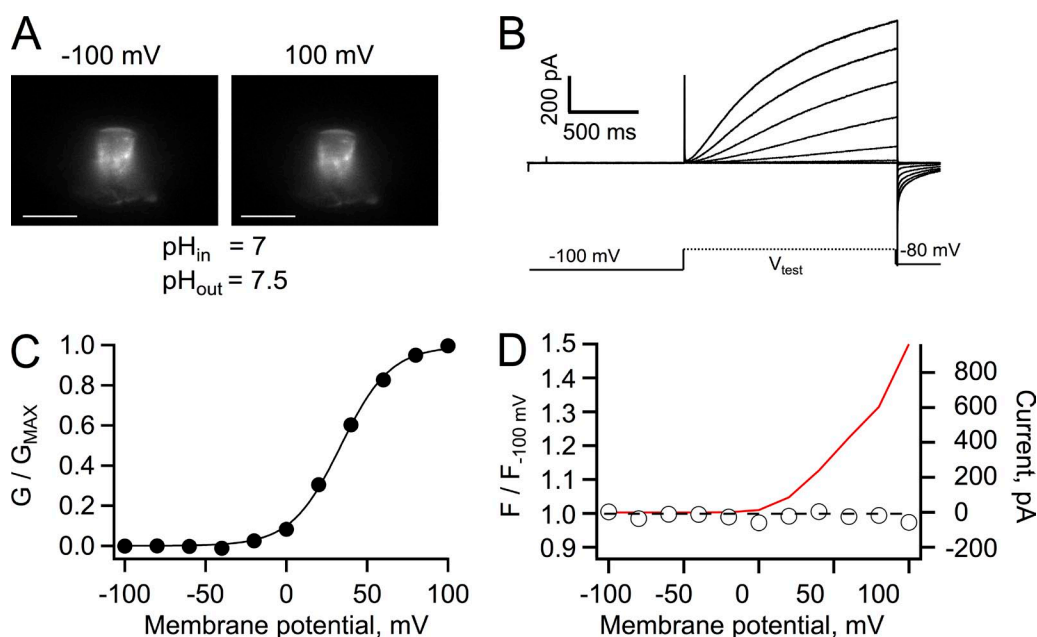 A
-100 mV
100 mV
pHin = 7
pHout = 7.5
B
200 pA
500 ms
-100 mV
Vtest
-80 mV
C
G / GMAX
1.0
0.8
0.6
0.4
0.2
0.0
-100
-50
0
50
100
Membrane potential, mV
D
F / F-100 mV
1.5
1.4
1.3
1.2
1.1
1.0
0.9
800
600
400
200
0
-200
Current, pA
-100
-50
0
50
100
Membrane potential, mV